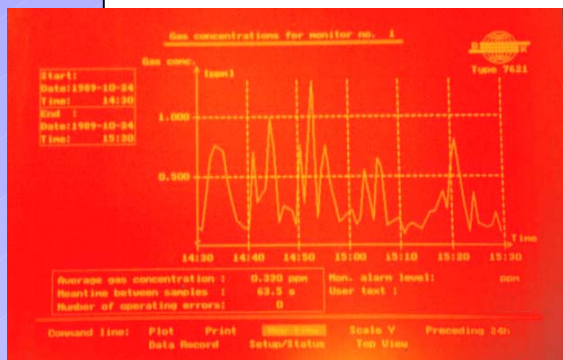 Gas concentrations for monitor no. 1
Type 7621
Start:
Date:1989-10-24
Time: 14:30
End :
Date:1989-10-24
Time: 15:30
Gas conc.
[ppm]
1.000
0.500
14:30 14:40 14:50 15:00 15:10 15:20 15:30
Time
Average gas concentration : 0.390 ppm
Meantime between samples : 63.5 s
Number of operating errors: 0
Mon. alarm level: ppm
User text :
Command line: Plot Print Scale Y Preceding 24h
Data Record Setup/Status Top View